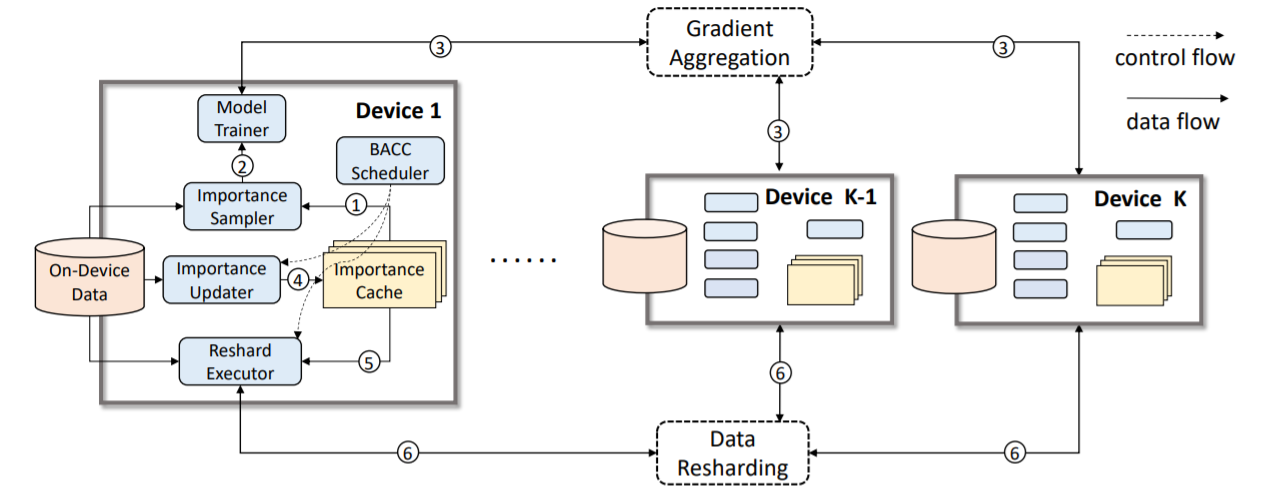 Gradient
Aggregation
③
③
control flow
data flow
Device 1
Model
Trainer
③
BACC
Scheduler
②
Importance
Sampler
①
Device K-1
Device K
On-Device
Data
Importance
Updater
④
Importance
Cache
......
Reshard
Executor
⑤
⑥
Data
Resharding
⑥
⑥